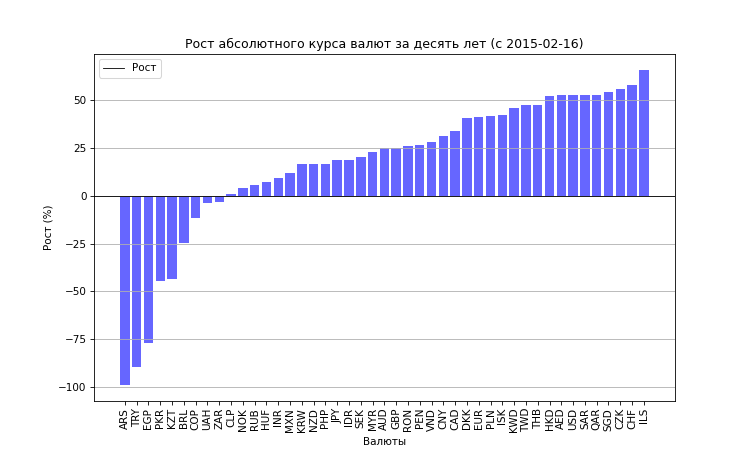 Рост абсолютного курса валют за десять лет (с 2015-02-16)
Рост
50
25
0
−25
−50
−75
−100
Рост (%)
ARS TRY EGP PKR KZT BRL COP UAH ZAR CLP NOK RUB HUF INR MXN KRW NZD PHP JPY IDR SEK MYR AUD GBP RON PEN VND CNY CAD DKK EUR PLN ISK KWD TWD THB HKD AED USD SAR QAR SGD CZK CHF ILS
Валюты